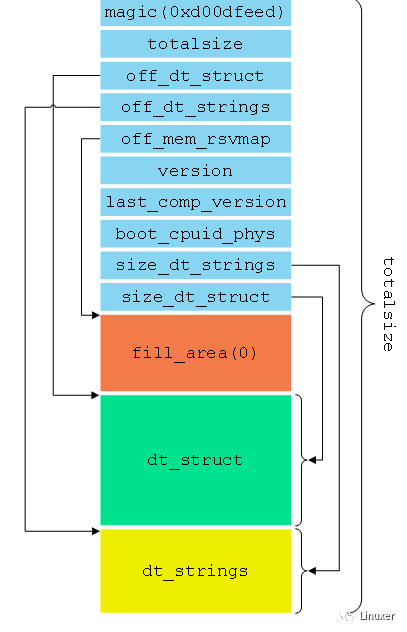 magic(0xd00dfeed)
totalsize
off_dt_struct
off_dt_strings
off_mem_rsvmap
version
last_comp_version
boot_cpuid_phys
size_dt_strings
size_dt_struct
totalsize
fill_area(0)
dt_struct
dt_strings
Linuxer